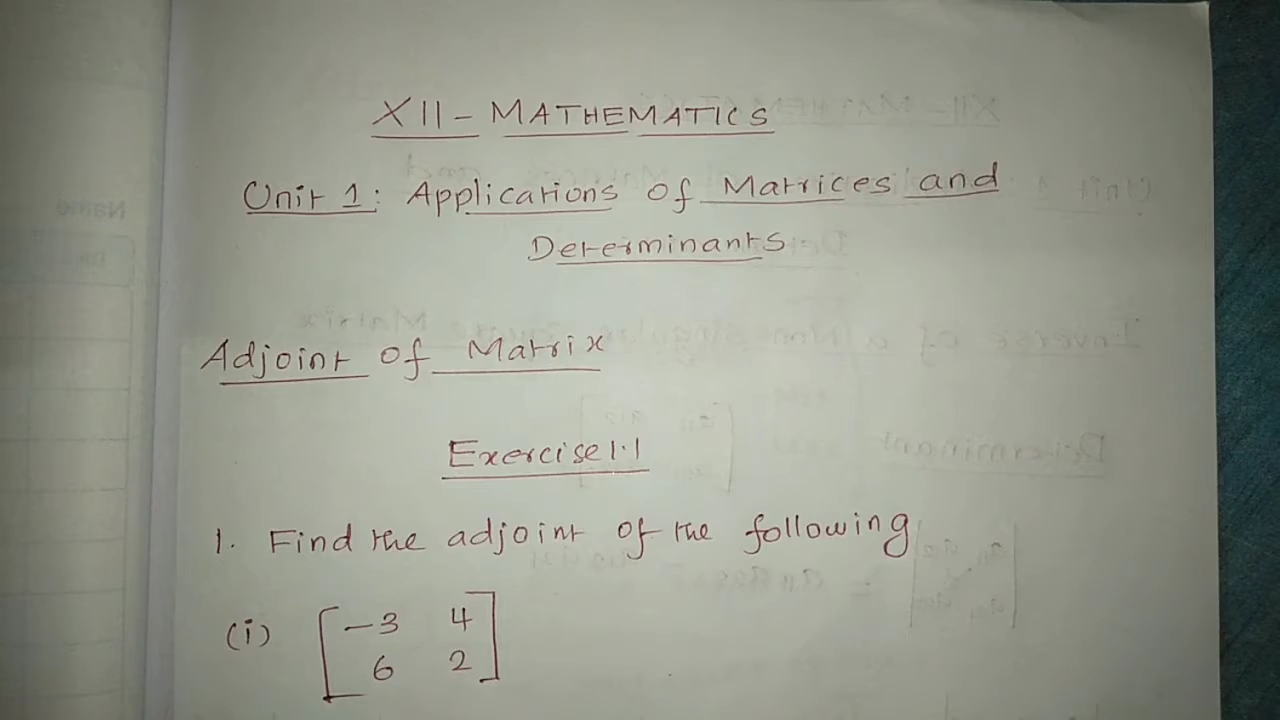 XII - MATHEMATICS
Unit 1: Applications of Matrices and
Determinants
Adjoint of Matrix
Exercise 1.1
1. Find the adjoint of the following
(i) [ -3 4
6 2 ]